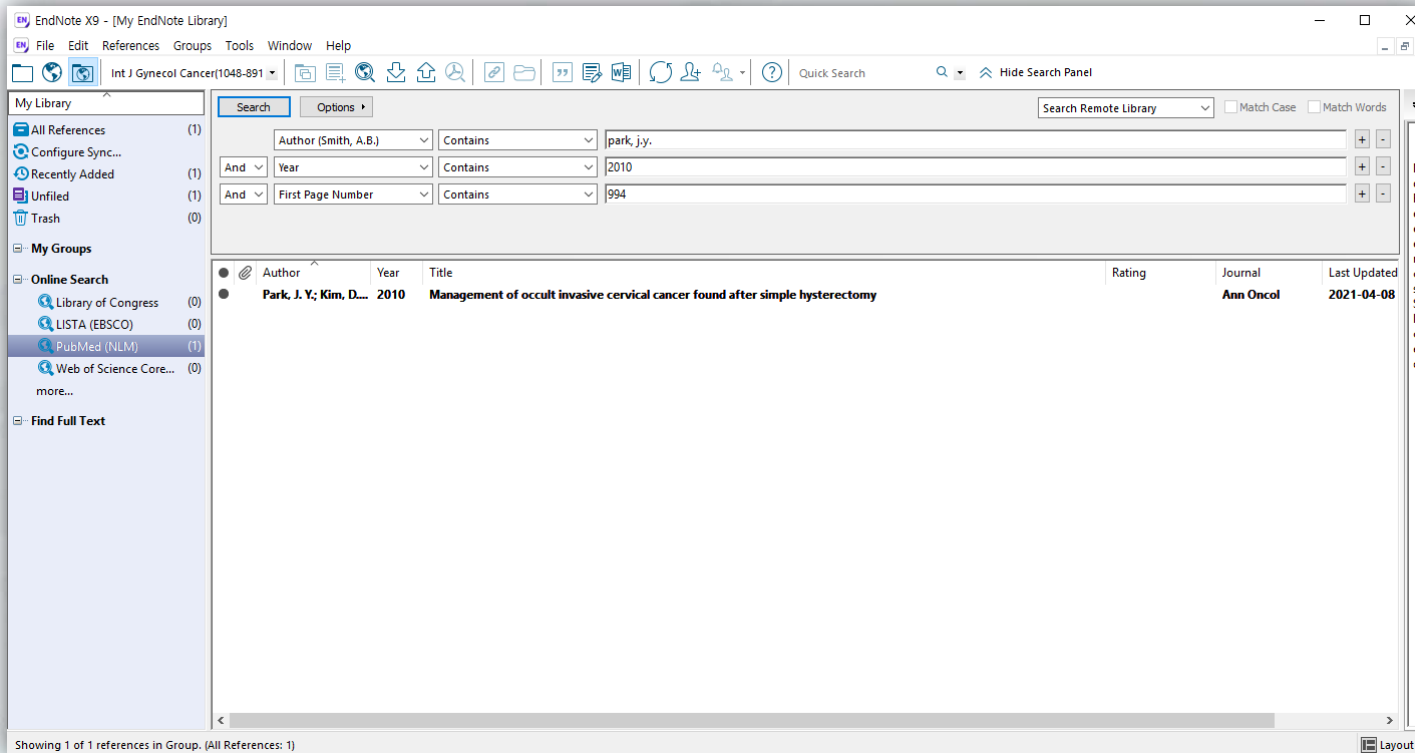 EndNote X9 - [My EndNote Library]
File Edit References Groups Tools Window Help
Int J Gynecol Cancer(1048-891
Quick Search
Hide Search Panel
My Library
All References (1)
Configure Sync...
Recently Added (1)
Unfiled (1)
Trash (0)
My Groups
Online Search
Library of Congress (0)
LISTA (EBSCO) (0)
PubMed (NLM) (1)
Web of Science Core... (0)
more...
Find Full Text
Search Options Search Remote Library Match Case Match Words
Author (Smith, A.B.) Contains park, j.y. + -
And Year Contains 2010 + -
And First Page Number Contains 994 + -
Author Year Title Rating Journal Last Updated
Park, J. Y.; Kim, D.... 2010 Management of occult invasive cervical cancer found after simple hysterectomy Ann Oncol 2021-04-08
Showing 1 of 1 references in Group. (All References: 1) Layout